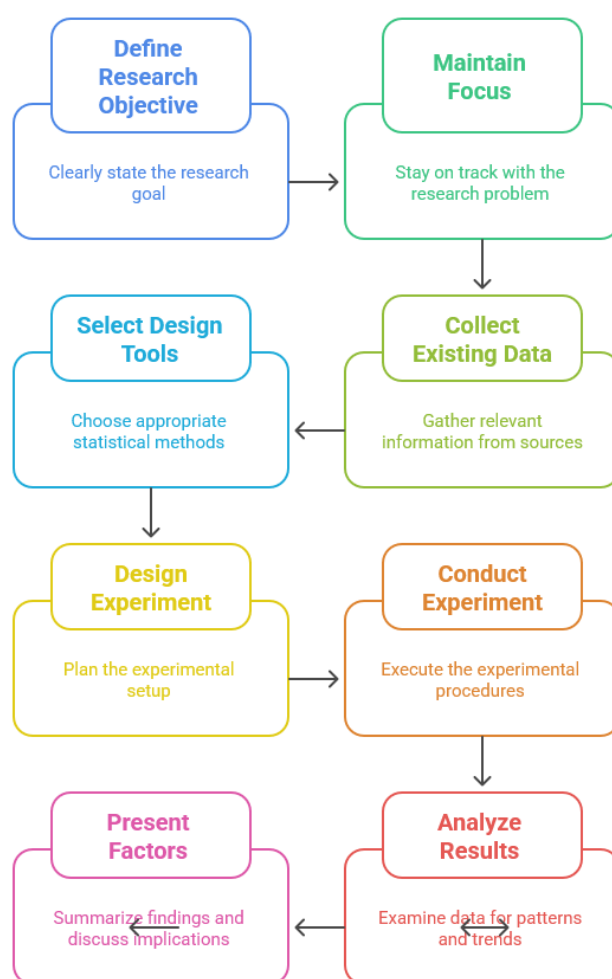 Define
Research
Objective
Clearly state the research
goal
Maintain
Focus
Stay on track with the
research problem
Collect
Existing Data
Gather relevant
information from sources
Select Design
Tools
Choose appropriate
statistical methods
Design
Experiment
Plan the experimental
setup
Conduct
Experiment
Execute the experimental
procedures
Analyze
Results
Examine data for patterns
and trends
Present
Factors
Summarize findings and
discuss implications